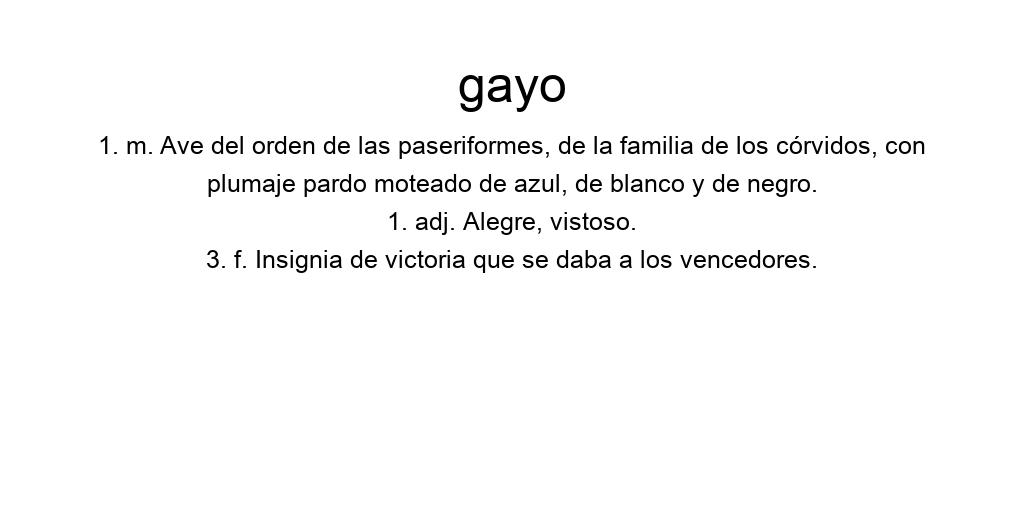 gayo
1. m. Ave del orden de las paseriformes, de la familia de los córvidos, con
plumaje pardo moteado de azul, de blanco y de negro.
1. adj. Alegre, vistoso.
3. f. Insignia de victoria que se daba a los vencedores.